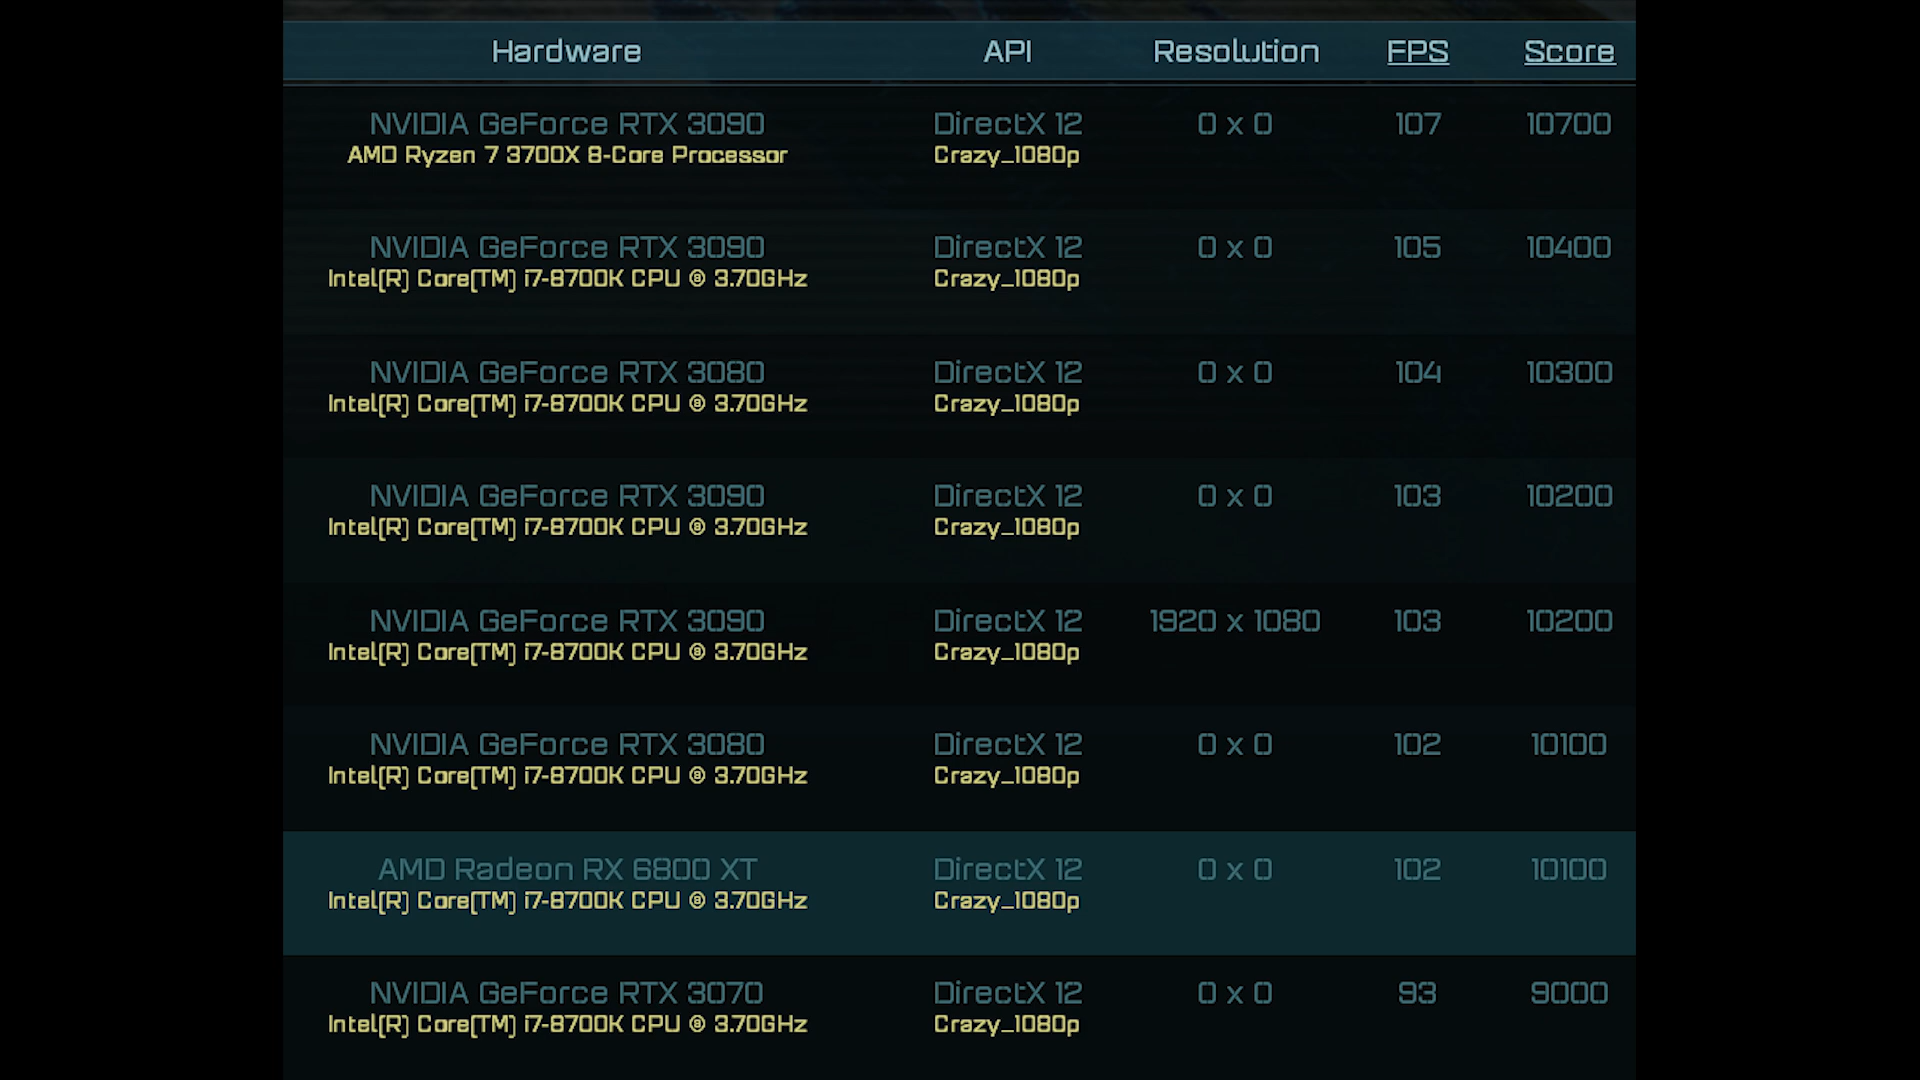 Hardware API Resolution FPS Score
NVIDIA GeForce RTX 3090 DirectX 12 0 x 0 107 10700
AMD Ryzen 7 3700X 8-Core Processor Crazy_1080p
NVIDIA GeForce RTX 3090 DirectX 12 0 x 0 105 10400
Intel(R) Core(TM) i7-8700K CPU @ 3.70GHz Crazy_1080p
NVIDIA GeForce RTX 3080 DirectX 12 0 x 0 104 10300
Intel(R) Core(TM) i7-8700K CPU @ 3.70GHz Crazy_1080p
NVIDIA GeForce RTX 3090 DirectX 12 0 x 0 103 10200
Intel(R) Core(TM) i7-8700K CPU @ 3.70GHz Crazy_1080p
NVIDIA GeForce RTX 3090 DirectX 12 1920 x 1080 103 10200
Intel(R) Core(TM) i7-8700K CPU @ 3.70GHz Crazy_1080p
NVIDIA GeForce RTX 3080 DirectX 12 0 x 0 102 10100
Intel(R) Core(TM) i7-8700K CPU @ 3.70GHz Crazy_1080p
AMD Radeon RX 6800 XT DirectX 12 0 x 0 102 10100
Intel(R) Core(TM) i7-8700K CPU @ 3.70GHz Crazy_1080p
NVIDIA GeForce RTX 3070 DirectX 12 0 x 0 93 9000
Intel(R) Core(TM) i7-8700K CPU @ 3.70GHz Crazy_1080p